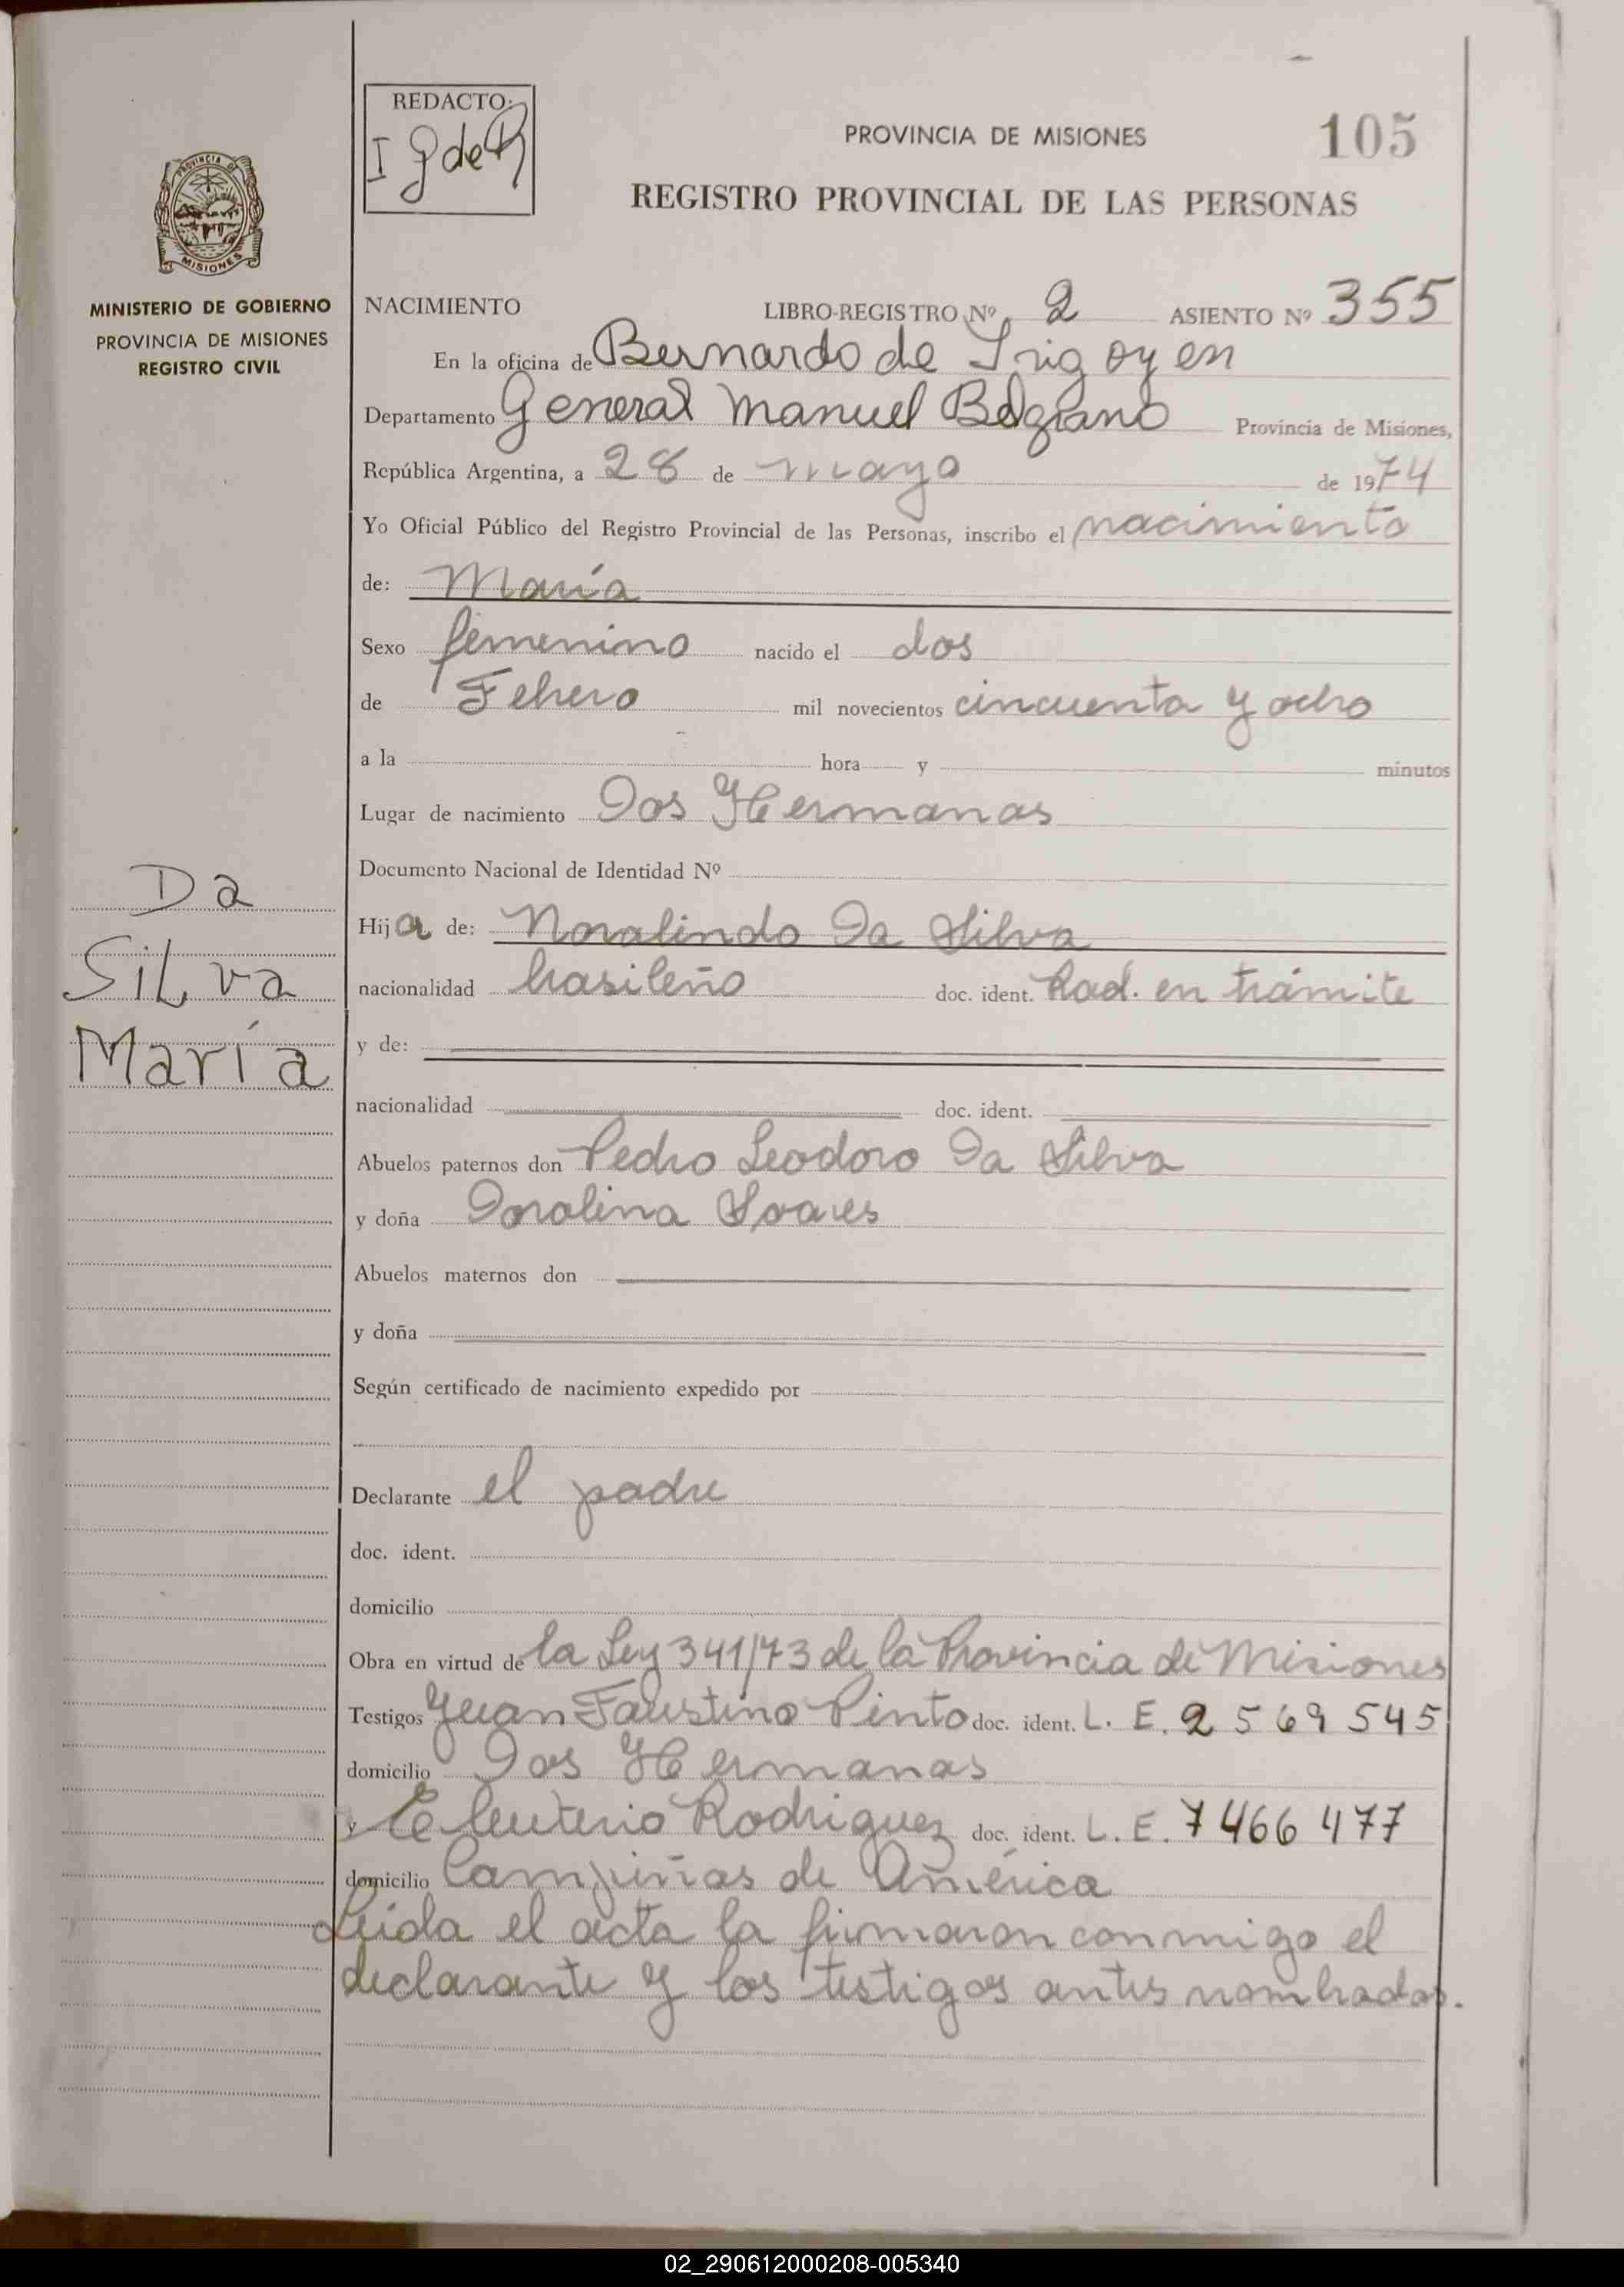 REDACTO:
I G de R
PROVINCIA DE MISIONES
105
REGISTRO PROVINCIAL DE LAS PERSONAS
PROVINCIA DE MISIONES
MINISTERIO DE GOBIERNO
PROVINCIA DE MISIONES
REGISTRO CIVIL
NACIMIENTO LIBRO-REGISTRO Nº 2 ASIENTO Nº 355
En la oficina de Bernardo de Irigoyen
Departamento General Manuel Belgrano Provincia de Misiones,
República Argentina, a 28 de mayo de 1974
Yo Oficial Público del Registro Provincial de las Personas, inscribo el nacimiento
de: María
Sexo femenino nacido el dos
de Febrero mil novecientos cincuenta y ocho
a la hora y minutos
Lugar de nacimiento Dos Hermanas
Documento Nacional de Identidad Nº
Da
Silva
María
Hija de: Noralindo Da Silva
nacionalidad brasileño doc. ident. Rad. en trámite
y de:
nacionalidad doc. ident.
Abuelos paternos don Pedro Leodoro Da Silva
y doña Dorolina Soares
Abuelos maternos don
y doña
Según certificado de nacimiento expedido por
Declarante el padre
doc. ident.
domicilio
Obra en virtud de la Ley 341/73 de la Provincia de Misiones
Testigos Juan Faustino Pinto doc. ident. L. E. 2569545
domicilio Dos Hermanas
y Eleuterio Rodriguez doc. ident. L. E. 7466477
domicilio Campiñas de América
Leída el acta la firmaron conmigo el
declarante y los testigos antes nombrados.
02_290612000208-005340